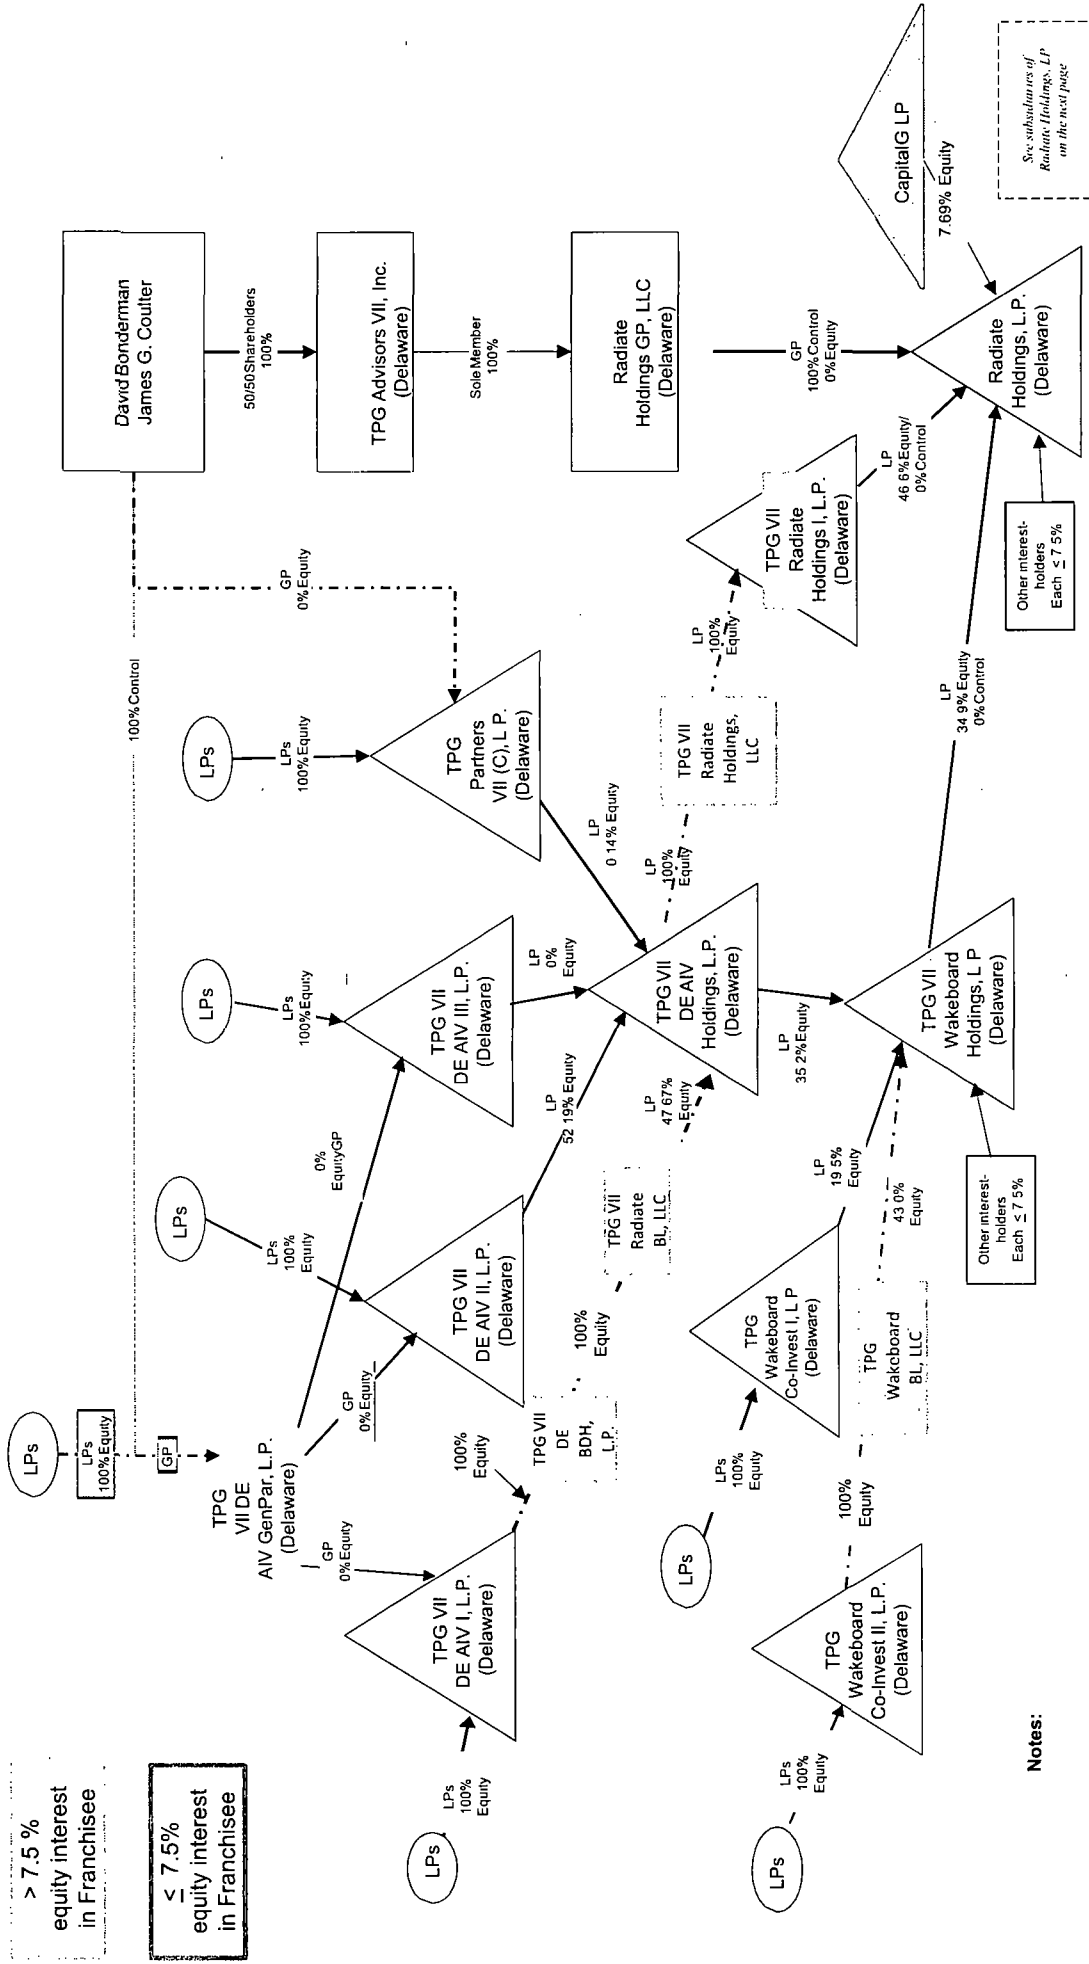 > 7.5 %
equity interest
in Franchisee
≤ 7.5%
equity interest
in Franchisee
LPs
LPs
100% Equity
GP
100% Control
TPG
VII DE
AIV GenPar, L.P.
(Delaware)
David Bonderman
James G. Coulter
50/50 Shareholders
100%
TPG Advisors VII, Inc.
(Delaware)
Sole Member
100%
Radiate
Holdings GP, LLC
(Delaware)
GP
100% Control
0% Equity
GP
0% Equity
LPs
LPs
100%
Equity
LPs
LPs
100% Equity
LPs
LPs
100% Equity
GP
0% Equity
GP
0% Equity
0%
EquityGP
LPs
LPs
100%
Equity
TPG VII
DE AIV I, L.P.
(Delaware)
TPG VII
DE AIV II, L.P.
(Delaware)
TPG VII
DE AIV III, L.P.
(Delaware)
TPG
Partners
VII (C), L P.
(Delaware)
100%
Equity
TPG VII
DE
BDH,
L.P.
100%
Equity
TPG VII
Radiate
BL, LLC
LP
47 67%
Equity
LP
52 19% Equity
LP
0%
Equity
LP
0 14% Equity
TPG VII
DE AIV
Holdings, L.P.
(Delaware)
LP
100%
Equity
TPG VII
Radiate
Holdings,
LLC
LP
100%
Equity
TPG VII
Radiate
Holdings I, L.P.
(Delaware)
LP
46 6% Equity/
0% Control
LPs
LPs
100%
Equity
TPG
Wakeboard
Co-Invest I, L P
(Delaware)
LP
19 5%
Equity
LP
35 2% Equity
LPs
LPs
100%
Equity
TPG
Wakeboard
Co-Invest II, L.P.
(Delaware)
100%
Equity
TPG
Wakeboard
BL, LLC
43 0%
Equity
TPG VII
Wakeboard
Holdings, L P
(Delaware)
Other interest-
holders
Each ≤ 7 5%
LP
34 9% Equity
0% Control
Other interest-
holders
Each ≤ 7 5%
Radiate
Holdings, L.P.
(Delaware)
CapitalG LP
7.69% Equity
See subsidiaries of
Radiate Holdings, LP
on the next page
Notes: